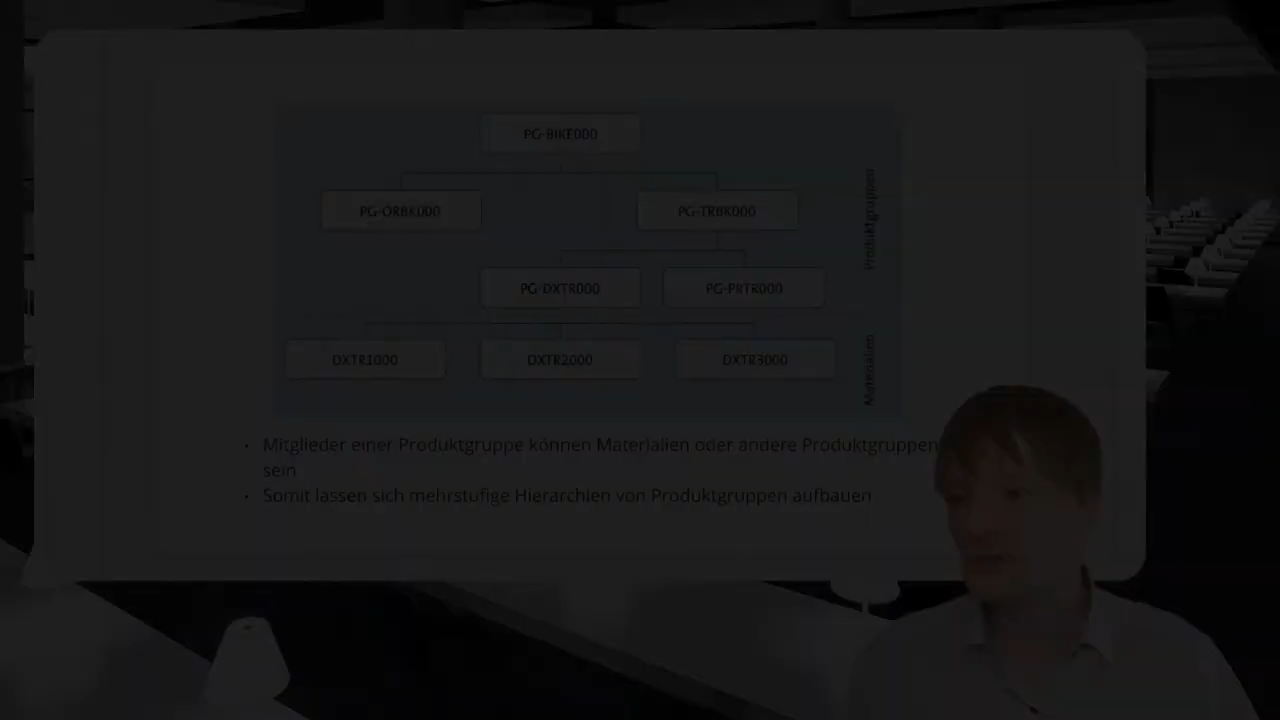 PG-BIKE000
PG-ORBK000
PG-TRBK000
PG-DXTR000
PG-PRTR000
DXTR1000
DXTR2000
DXTR3000
Produktgruppen
Materialien
• Mitglieder einer Produktgruppe können Materialien oder andere Produktgruppen
sein
• Somit lassen sich mehrstufige Hierarchien von Produktgruppen aufbauen